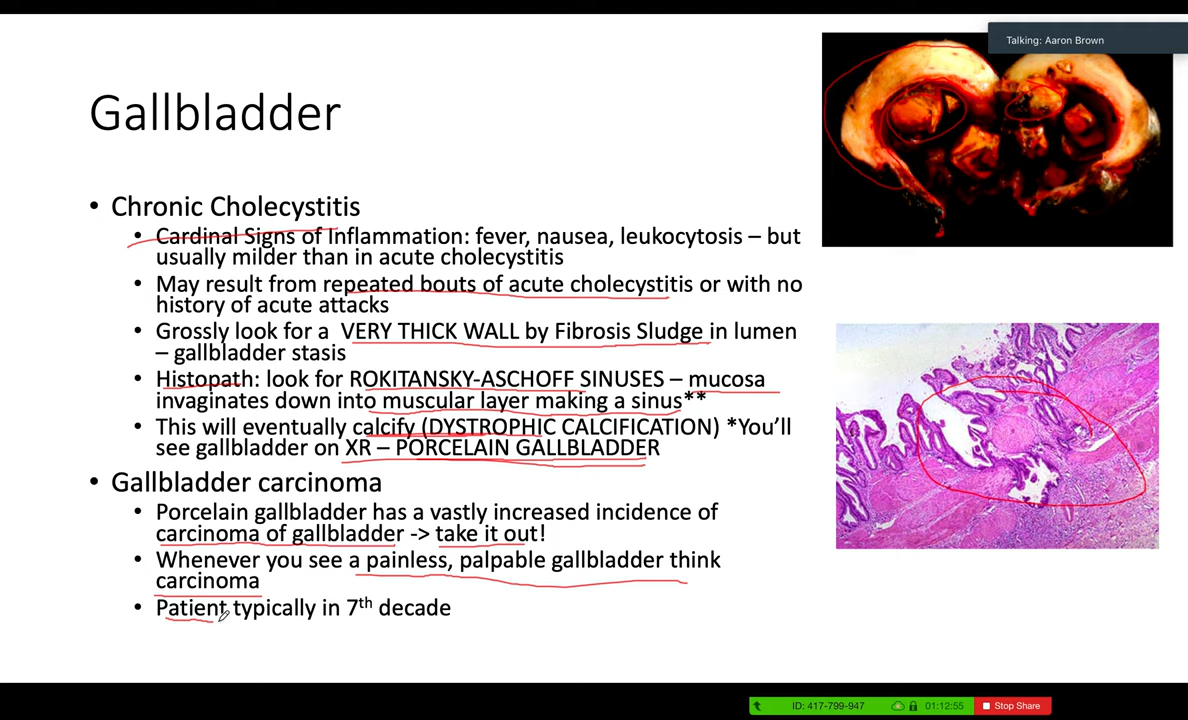 Talking: Aaron Brown
Gallbladder
• Chronic Cholecystitis
• Cardinal Signs of Inflammation: fever, nausea, leukocytosis – but
usually milder than in acute cholecystitis
• May result from repeated bouts of acute cholecystitis or with no
history of acute attacks
• Grossly look for a VERY THICK WALL by Fibrosis Sludge in lumen
– gallbladder stasis
• Histopath: look for ROKITANSKY-ASCHOFF SINUSES – mucosa
invaginates down into muscular layer making a sinus**
• This will eventually calcify (DYSTROPHIC CALCIFICATION) *You’ll
see gallbladder on XR – PORCELAIN GALLBLADDER
• Gallbladder carcinoma
• Porcelain gallbladder has a vastly increased incidence of
carcinoma of gallbladder -> take it out!
• Whenever you see a painless, palpable gallbladder think
carcinoma
• Patient typically in 7th decade
ID: 417-799-947 01:12:55 Stop Share